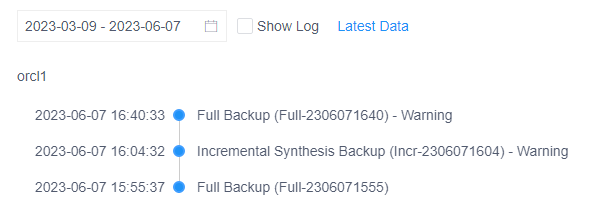 2023-03-09 - 2023-06-07 Show Log Latest Data
orcl1
2023-06-07 16:40:33 Full Backup (Full-2306071640) - Warning
2023-06-07 16:04:32 Incremental Synthesis Backup (Incr-2306071604) - Warning
2023-06-07 15:55:37 Full Backup (Full-2306071555)